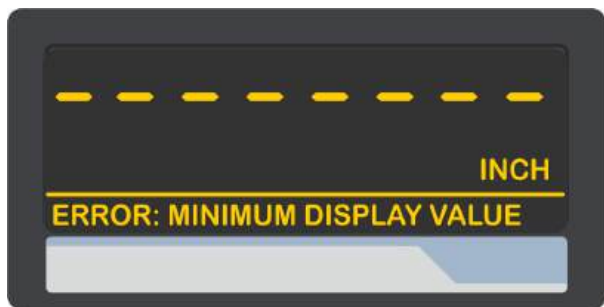 - - - - - - - -
INCH
ERROR: MINIMUM DISPLAY VALUE